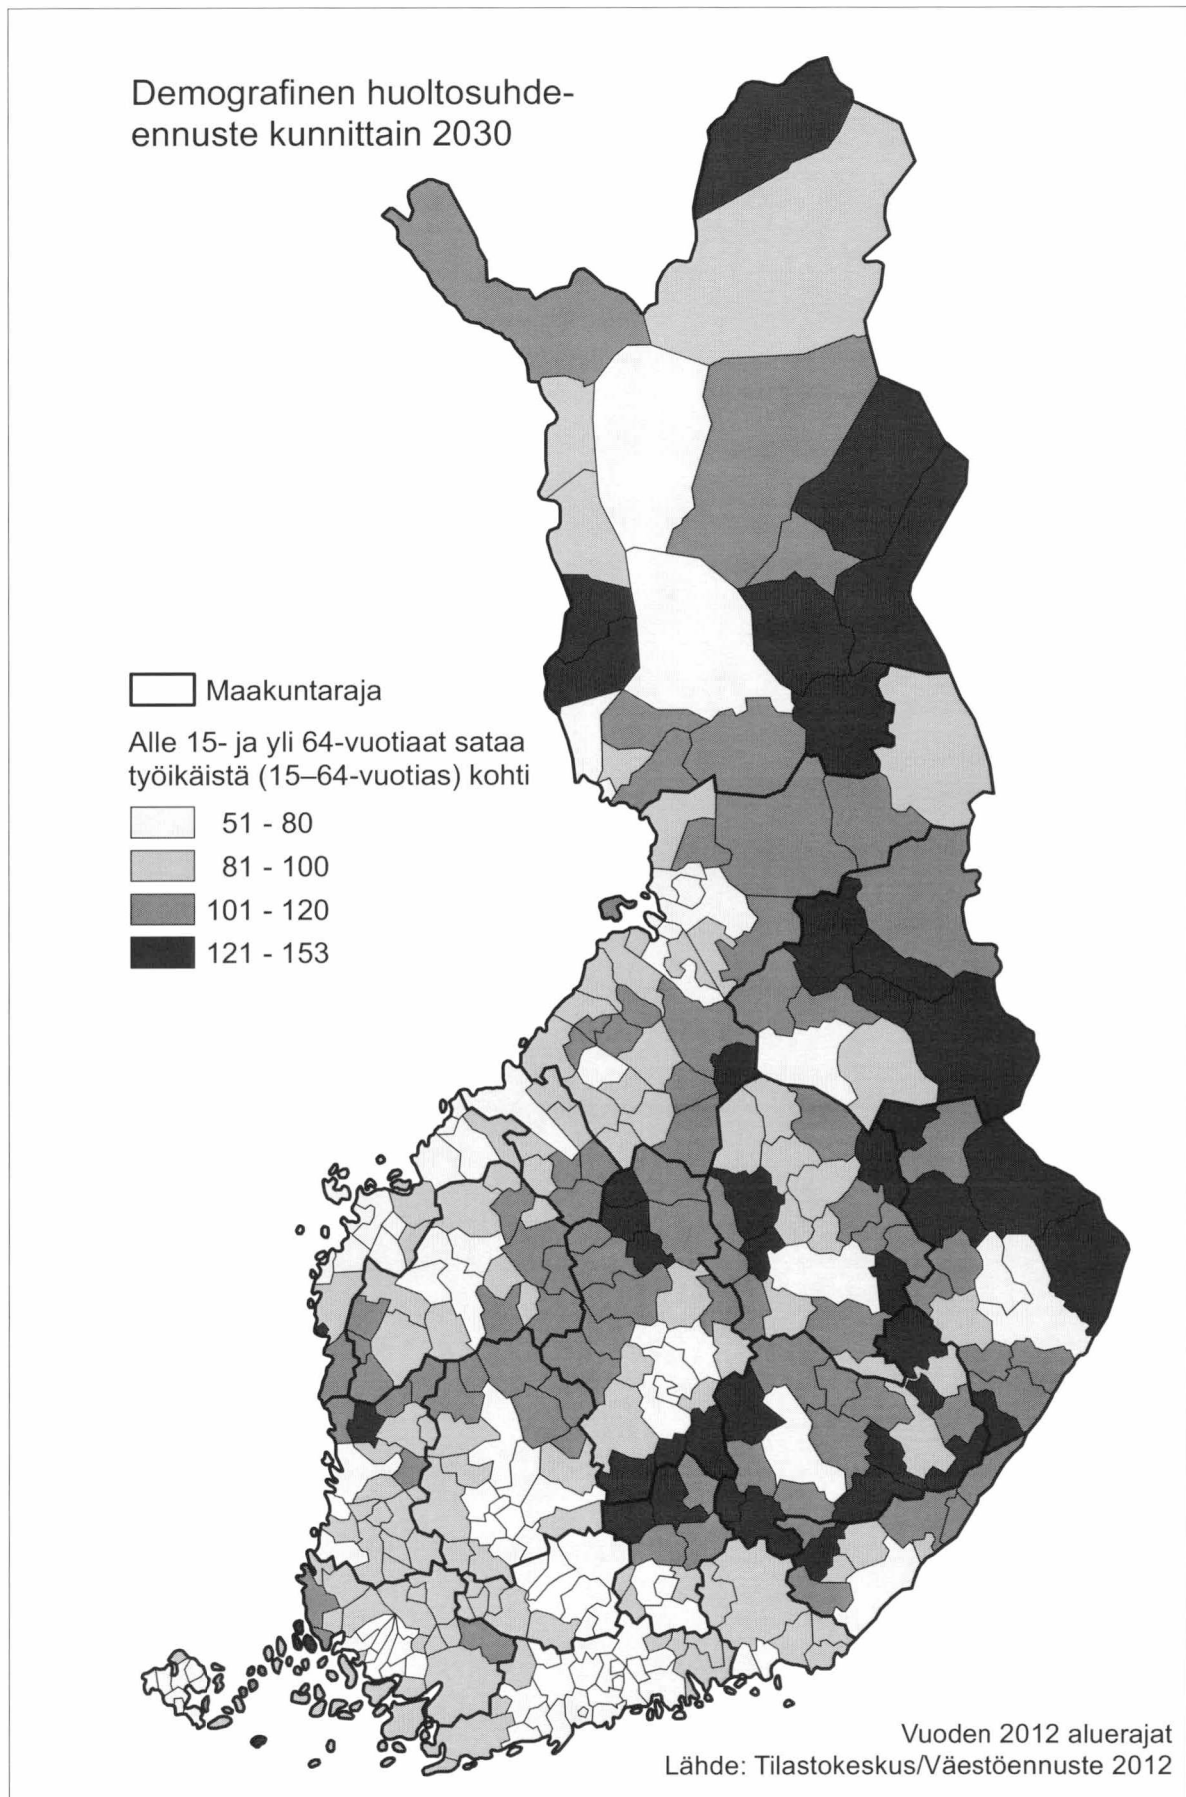 Demografinen huoltosuhde-
ennuste kunnittain 2030
Maakuntaraja
Alle 15- ja yli 64-vuotiaat sataa
työikäistä (15–64-vuotias) kohti
51 - 80
81 - 100
101 - 120
121 - 153
Vuoden 2012 aluerajat
Lähde: Tilastokeskus/Väestöennuste 2012